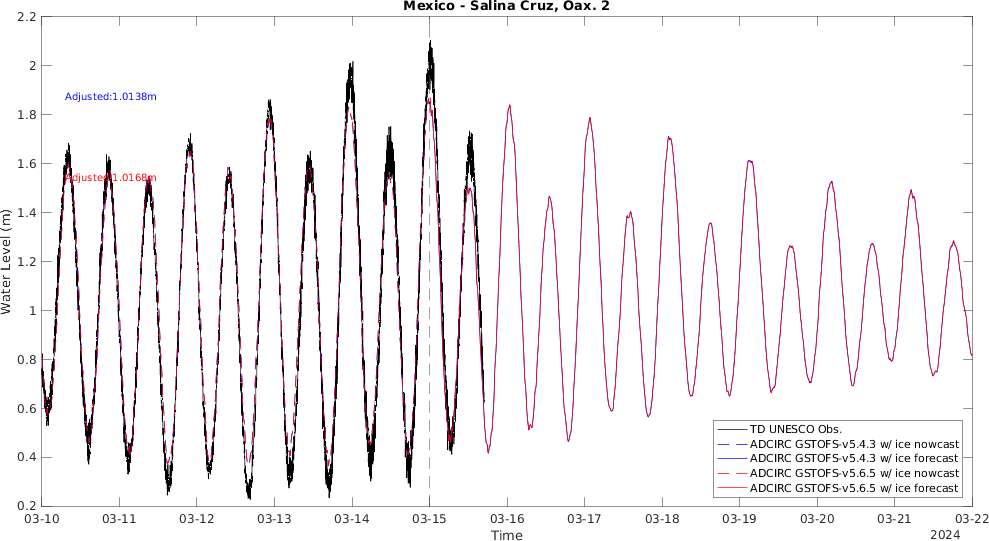 Mexico - Salina Cruz, Oax. 2
2.2
2
1.8
1.6
1.4
1.2
1
0.8
0.6
0.4
0.2
Water Level (m)
Adjusted:1.0138m
Adjusted:1.0168m
TD UNESCO Obs.
ADCIRC GSTOFS-v5.4.3 w/ ice nowcast
ADCIRC GSTOFS-v5.4.3 w/ ice forecast
ADCIRC GSTOFS-v5.6.5 w/ ice nowcast
ADCIRC GSTOFS-v5.6.5 w/ ice forecast
03-10 03-11 03-12 03-13 03-14 03-15 03-16 03-17 03-18 03-19 03-20 03-21 03-22
Time
2024